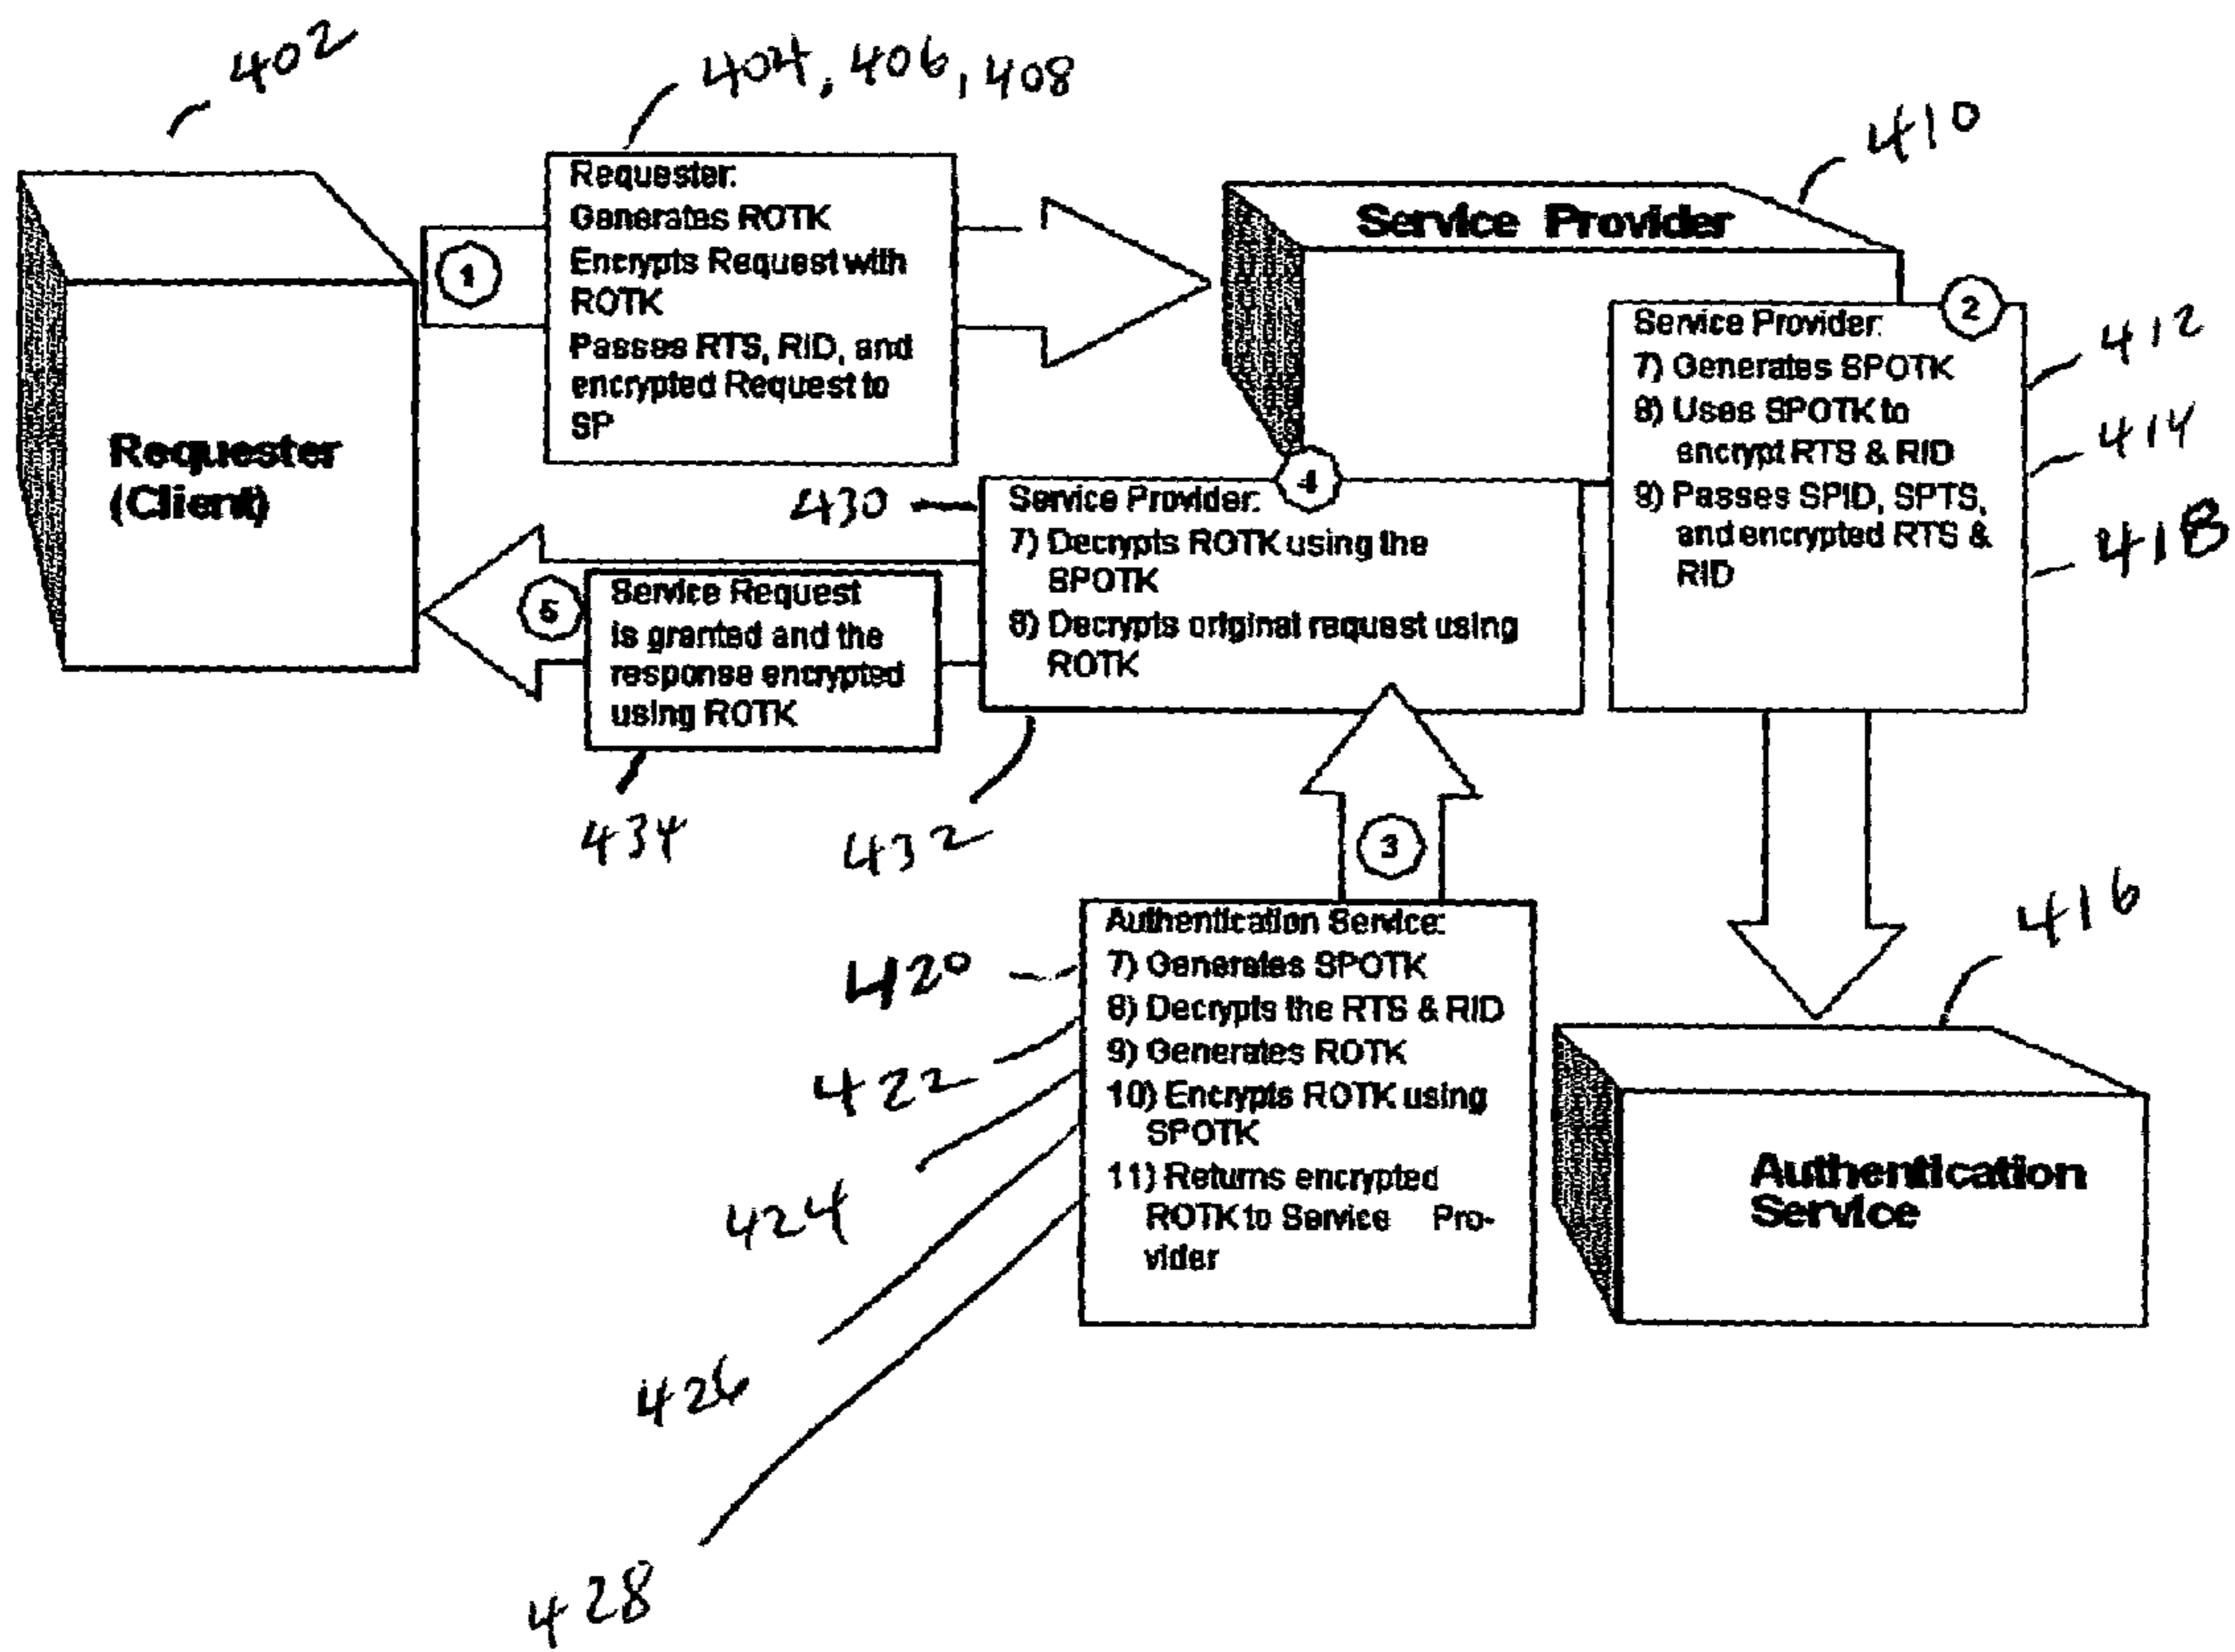 402
404, 406, 408
410
Requester:
Generates ROTK
Encrypts Request with
ROTK
Passes RTS, RID, and
encrypted Request to
SP
1
Service Provider
2
Service Provider:
7) Generates SPOTK
8) Uses SPOTK to
encrypt RTS & RID
9) Passes SPID, SPTS,
and encrypted RTS &
RID
412
414
418
Requester
(Client)
430
4
Service Provider:
7) Decrypts ROTK using the
SPOTK
8) Decrypts original request using
ROTK
5
Service Request
is granted and the
response encrypted
using ROTK
434
432
3
416
Authentication Service:
7) Generates SPOTK
8) Decrypts the RTS & RID
9) Generates ROTK
10) Encrypts ROTK using
SPOTK
11) Returns encrypted
ROTK to Service Pro-
vider
420
422
424
426
428
Authentication
Service